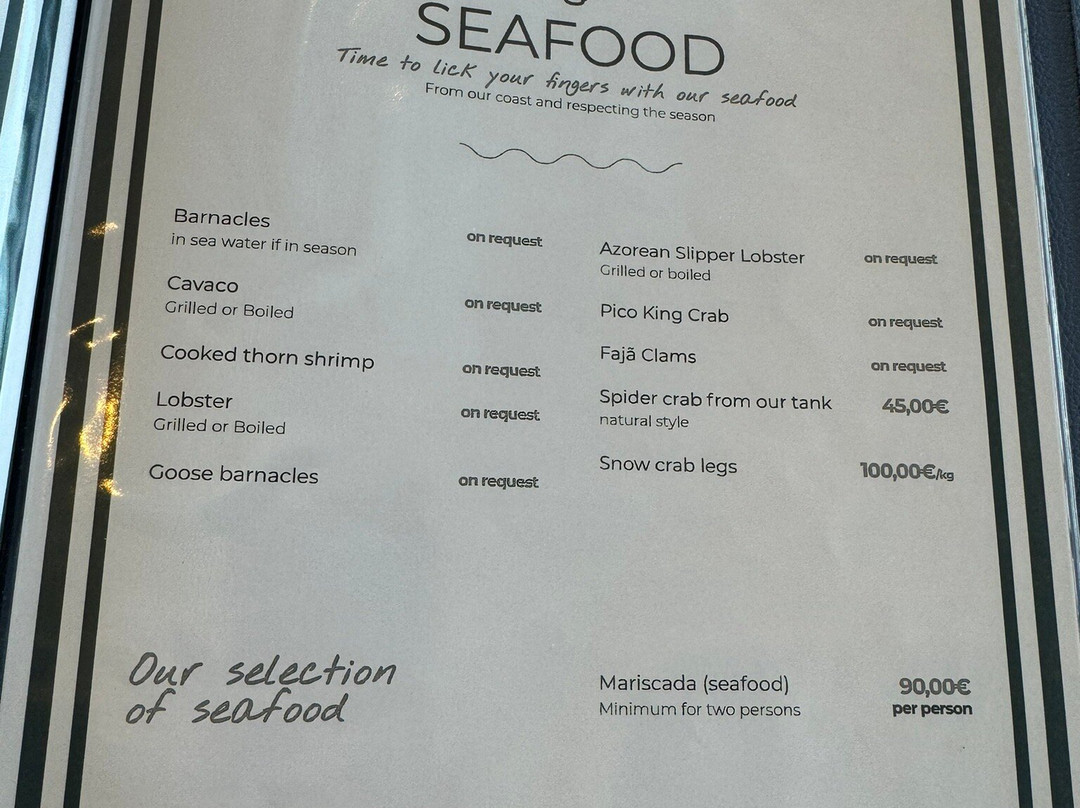 SEAFOOD
Time to lick your fingers with our seafood
From our coast and respecting the season
Barnacles
in sea water if in season
on request
Cavaco
Grilled or Boiled
on request
Cooked thorn shrimp
on request
Lobster
Grilled or Boiled
on request
Goose barnacles
on request
Azorean Slipper Lobster
Grilled or boiled
on request
Pico King Crab
on request
Fajã Clams
on request
Spider crab from our tank
natural style
45,00€
Snow crab legs
100,00€/kg
Our selection
of seafood
Mariscada (seafood)
Minimum for two persons
90,00€
per person